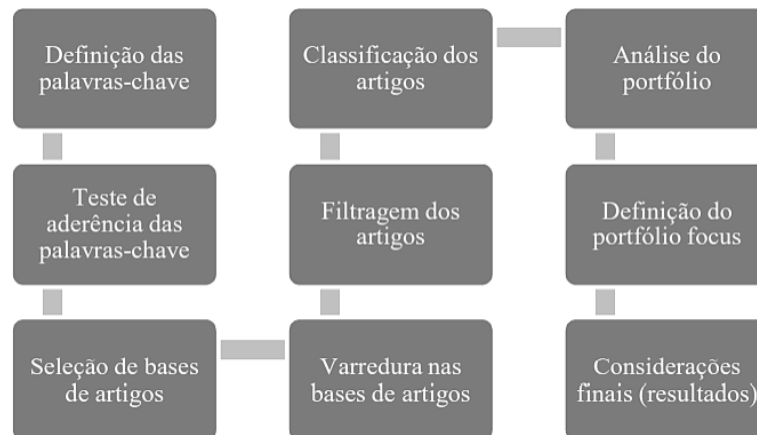 Definição das
palavras-chave
Teste de
aderência das
palavras-chave
Seleção de bases
de artigos
Varredura nas
bases de artigos
Filtragem dos
artigos
Classificação dos
artigos
Análise do
portfólio
Definição do
portfólio focus
Considerações
finais (resultados)